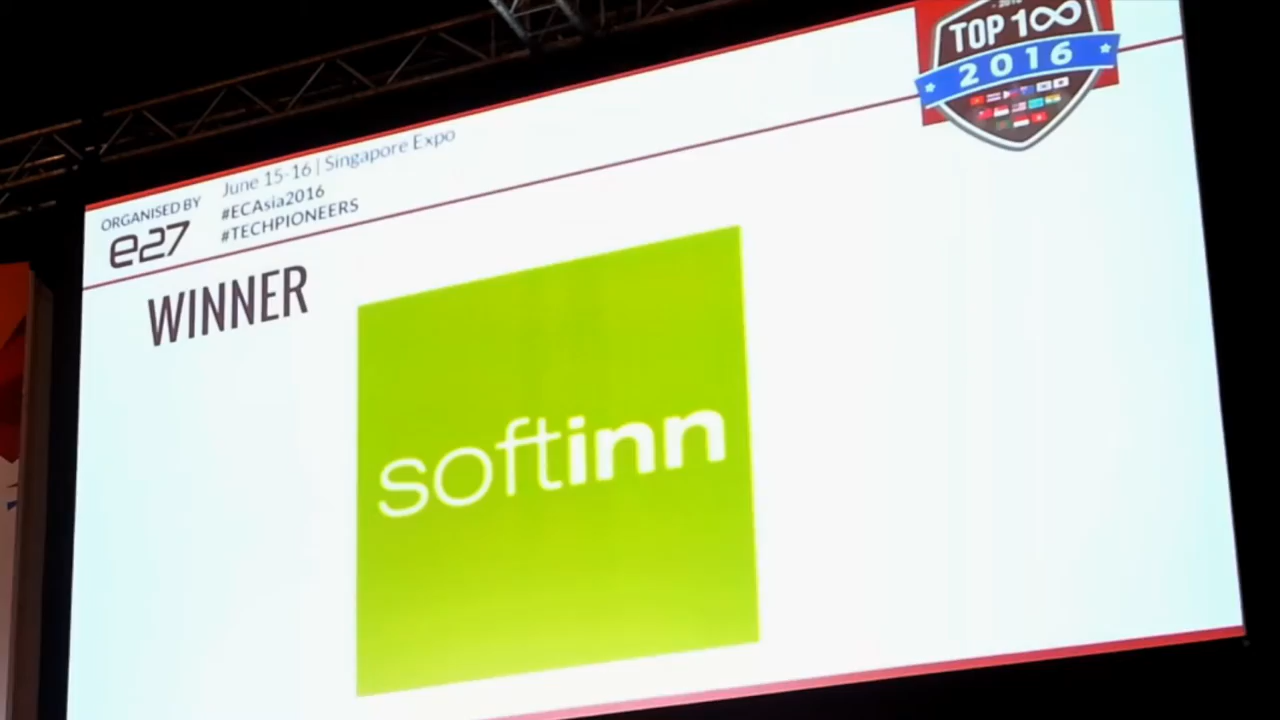 TOP 100
2016
June 15-16 | Singapore Expo
ORGANISED BY
#ECAsia2016
e27
#TECHPIONEERS
WINNER
softinn